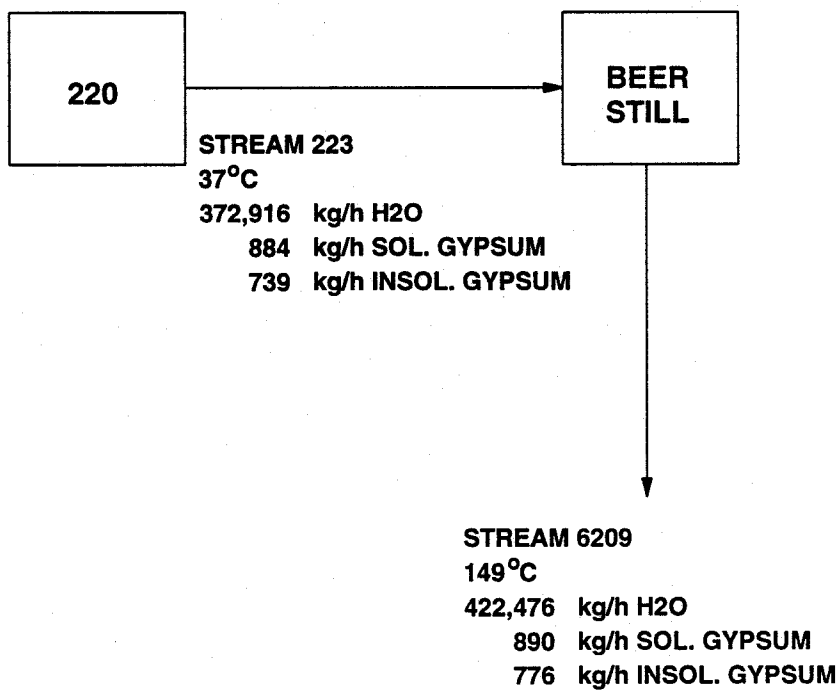 220
BEER
STILL
STREAM 223
37°C
372,916 kg/h H2O
884 kg/h SOL. GYPSUM
739 kg/h INSOL. GYPSUM
STREAM 6209
149°C
422,476 kg/h H2O
890 kg/h SOL. GYPSUM
776 kg/h INSOL. GYPSUM